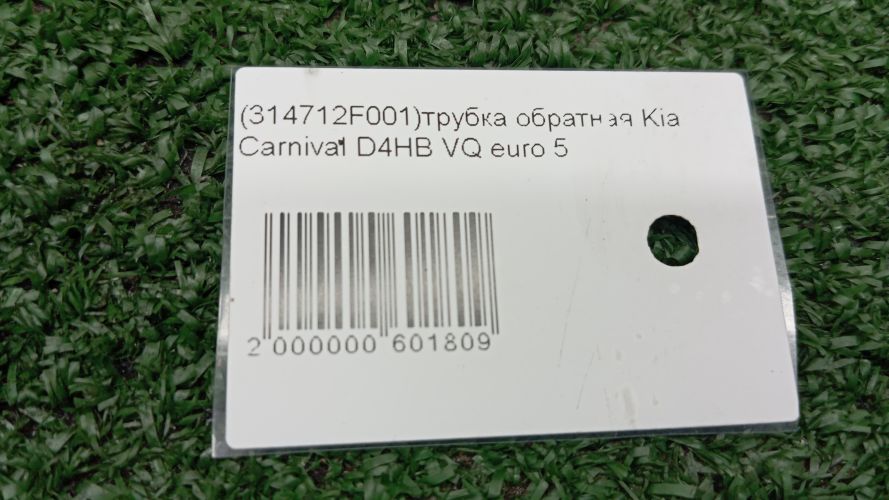 (314712F001)трубка обратная Kia
Carnival D4HB VQ euro 5
2 000000 601809